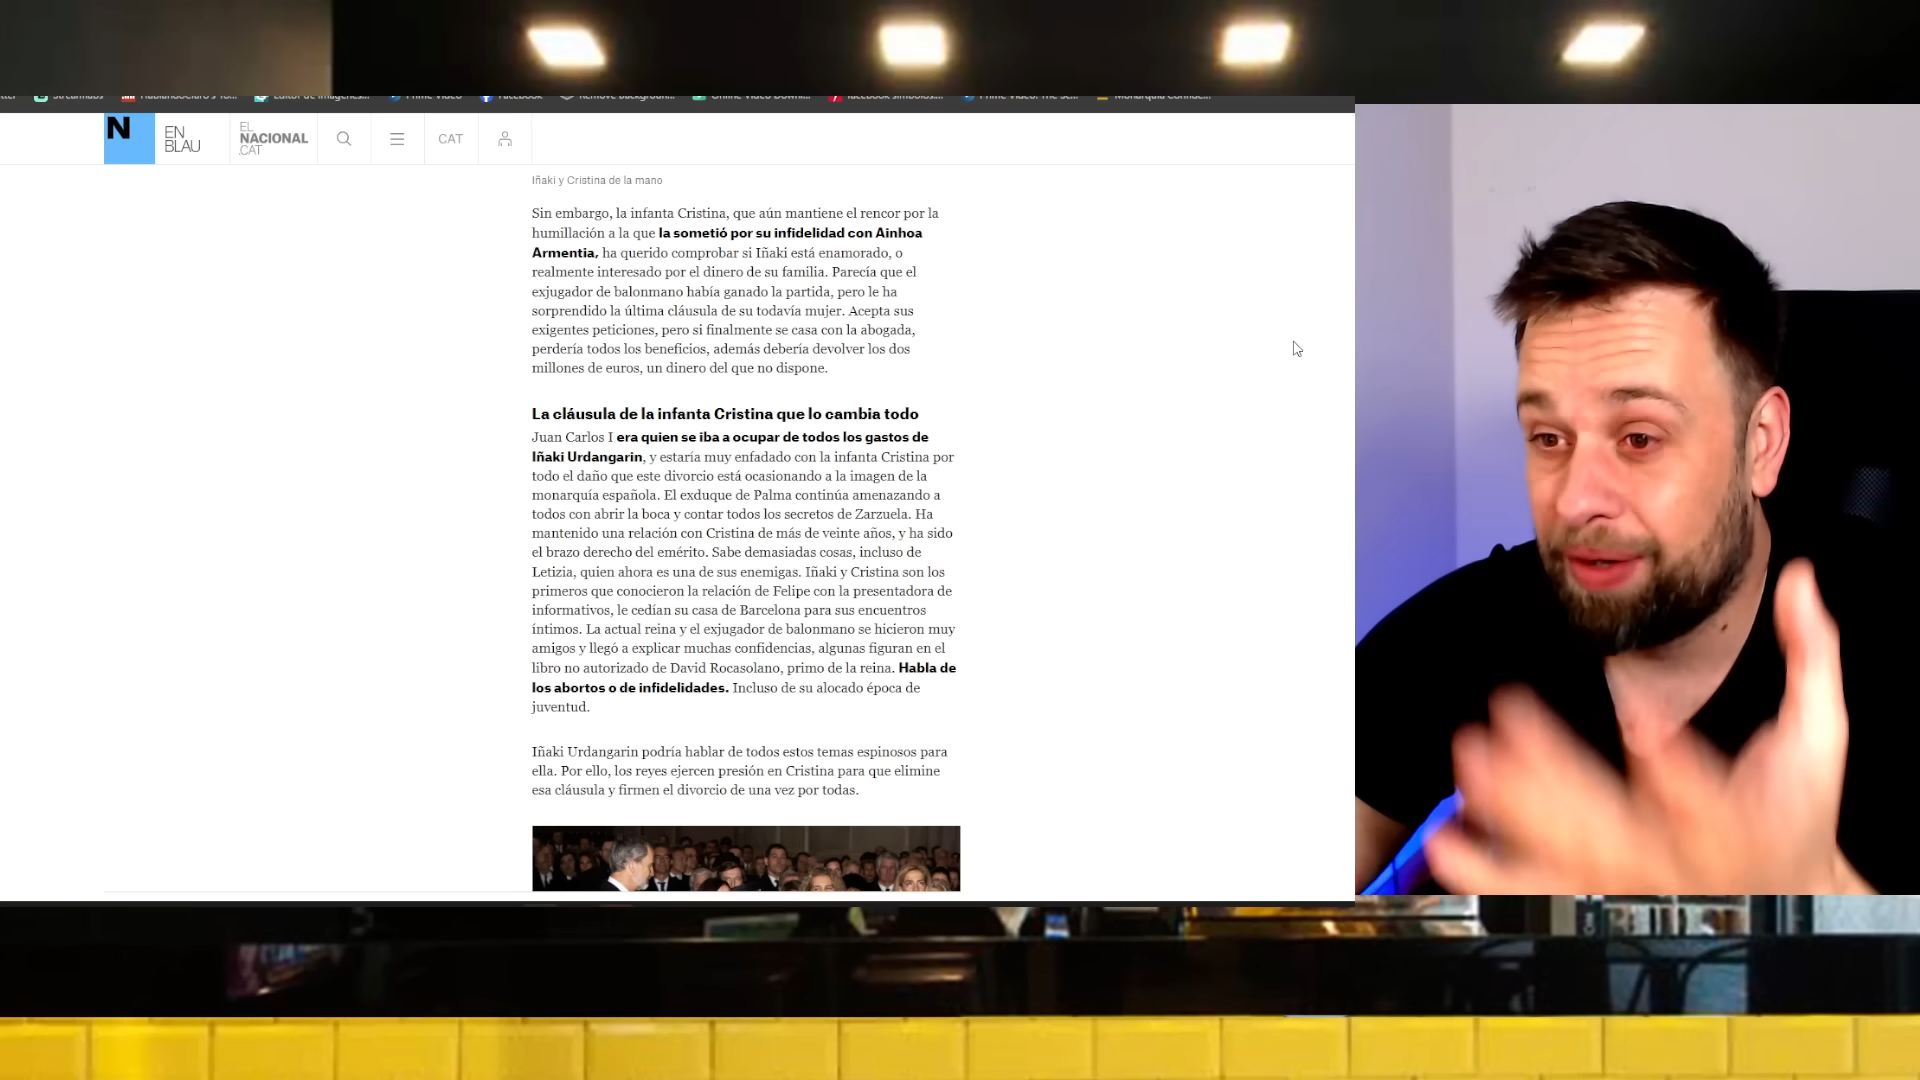 Streamlabs
Prime Video
Facebook
N
EN
BLAU
EL
NACIONAL
.CAT
CAT
Iñaki y Cristina de la mano
Sin embargo, la infanta Cristina, que aún mantiene el rencor por la
humillación a la que la sometió por su infidelidad con Ainhoa
Armentia, ha querido comprobar si Iñaki está enamorado, o
realmente interesado por el dinero de su familia. Parecía que el
exjugador de balonmano había ganado la partida, pero le ha
sorprendido la última cláusula de su todavía mujer. Acepta sus
exigentes peticiones, pero si finalmente se casa con la abogada,
perdería todos los beneficios, además debería devolver los dos
millones de euros, un dinero del que no dispone.
La cláusula de la infanta Cristina que lo cambia todo
Juan Carlos I era quien se iba a ocupar de todos los gastos de
Iñaki Urdangarin, y estaría muy enfadado con la infanta Cristina por
todo el daño que este divorcio está ocasionando a la imagen de la
monarquía española. El exduque de Palma continúa amenazando a
todos con abrir la boca y contar todos los secretos de Zarzuela. Ha
mantenido una relación con Cristina de más de veinte años, y ha sido
el brazo derecho del emérito. Sabe demasiadas cosas, incluso de
Letizia, quien ahora es una de sus enemigas. Iñaki y Cristina son los
primeros que conocieron la relación de Felipe con la presentadora de
informativos, le cedían su casa de Barcelona para sus encuentros
íntimos. La actual reina y el exjugador de balonmano se hicieron muy
amigos y llegó a explicar muchas confidencias, algunas figuran en el
libro no autorizado de David Rocasolano, primo de la reina. Habla de
los abortos o de infidelidades. Incluso de su alocado época de
juventud.
Iñaki Urdangarin podría hablar de todos estos temas espinosos para
ella. Por ello, los reyes ejercen presión en Cristina para que elimine
esa cláusula y firmen el divorcio de una vez por todas.